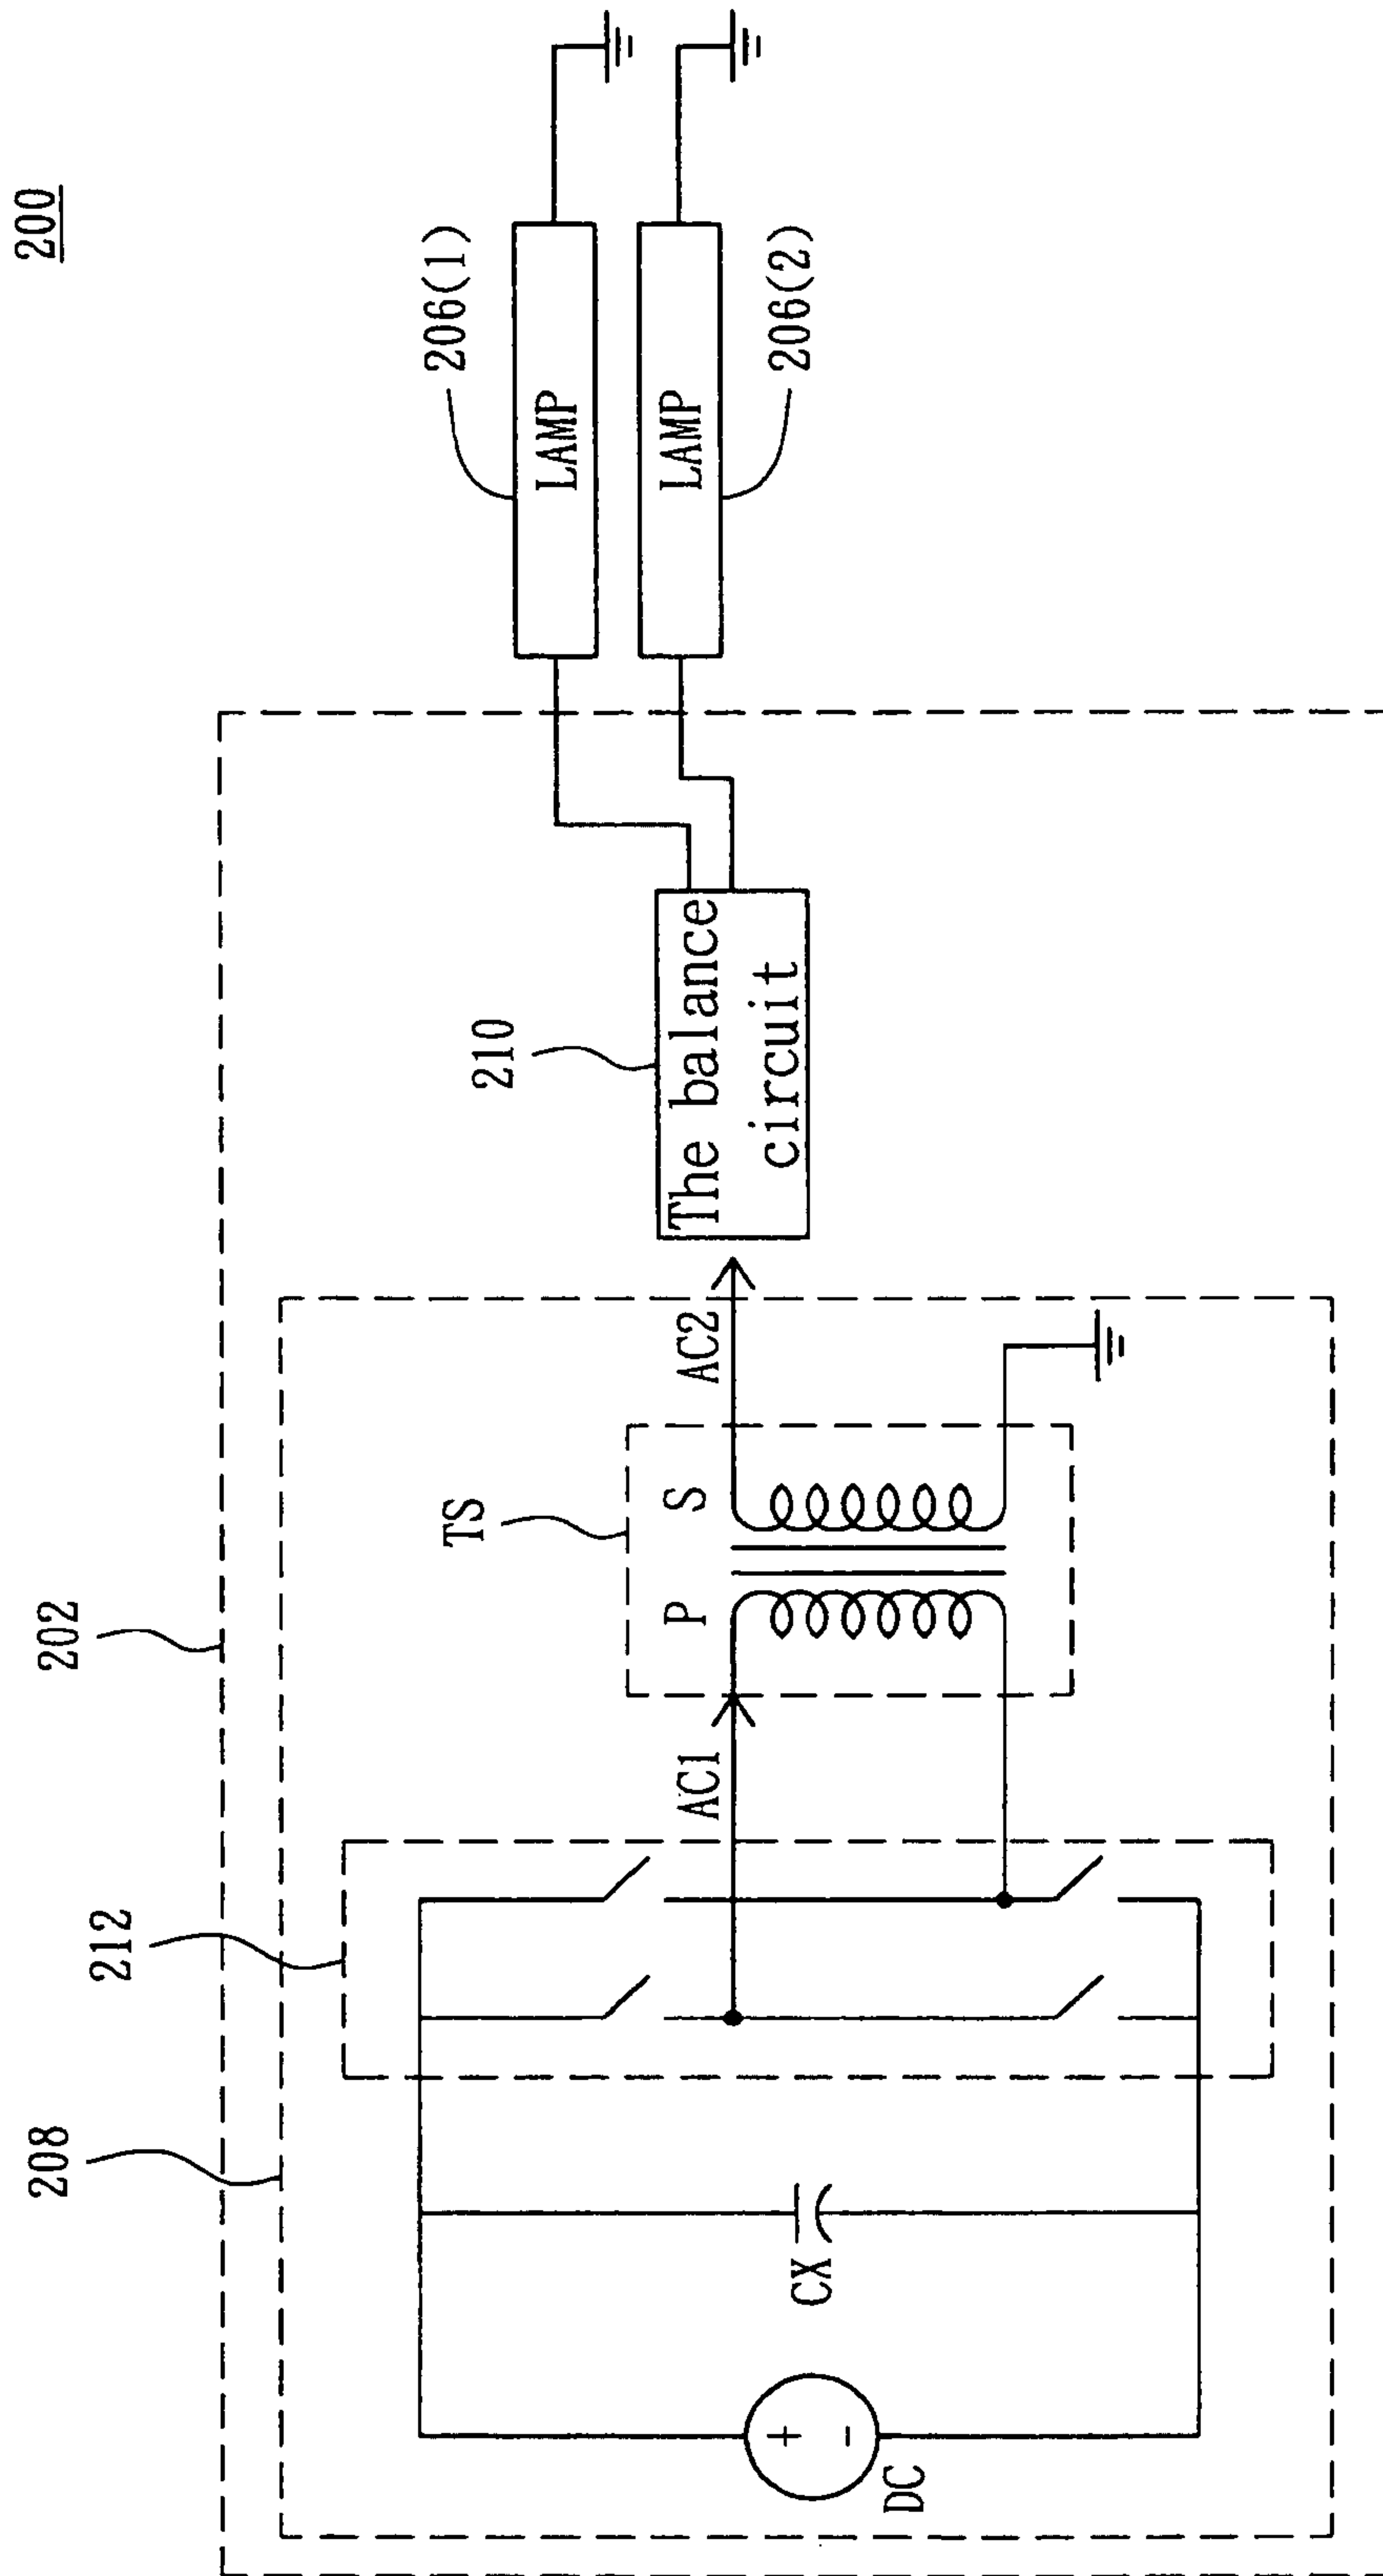 200
202
208
212
TS
210
206(1)
LAMP
LAMP
206(2)
P S
AC1
AC2
The balance
circuit
CX
+
-
DC